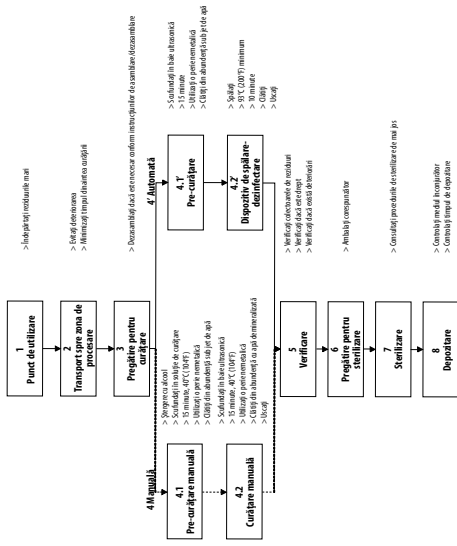 1
Punct de utilizare
> Îndepărtați reziduurile mari
2
Transport spre zona de
procesare
> Evitați deteriorarea
> Minimizați timpul dinaintea curățării
3
Pregătire pentru
curățare
> Dezasamblați dacă este necesar conform instrucțiunilor de asamblare/dezasamblare
4 Manuală
> Ștergere cu alcool
> Scufundați în soluție de curățare
> 15 minute, 40°C (104°F)
> Utilizați o perie nemetalică
> Clătiți din abundență sub jet de apă
4.1
Pre-curățare manuală
> Scufundați în baie ultrasonică
> 15 minute, 40°C (104°F)
> Utilizați o perie nemetalică
> Clătiți din abundență cu apă demineralizată
> Uscați
4.2
Curățare manuală
4' Automată
4.1'
Pre-curățare
> Scufundați în baie ultrasonică
> 15 minute
> Utilizați o perie nemetalică
> Clătiți din abundență sub jet de apă
4.2'
Dispozitiv de spălare-
dezinfectare
> Spălați
> 93°C (200°F) minimum
> 10 minute
> Clătiți
> Uscați
5
Verificare
> Verificați colectoarele de reziduuri
> Verificați dacă este drept
> Verificați dacă există deteriorări
6
Pregătire pentru
sterilizare
> Ambalați corespunzător
7
Sterilizare
> Consultați procedurile de sterilizare de mai jos
8
Depozitare
> Controlați mediul înconjurător
> Controlați timpul de depozitare